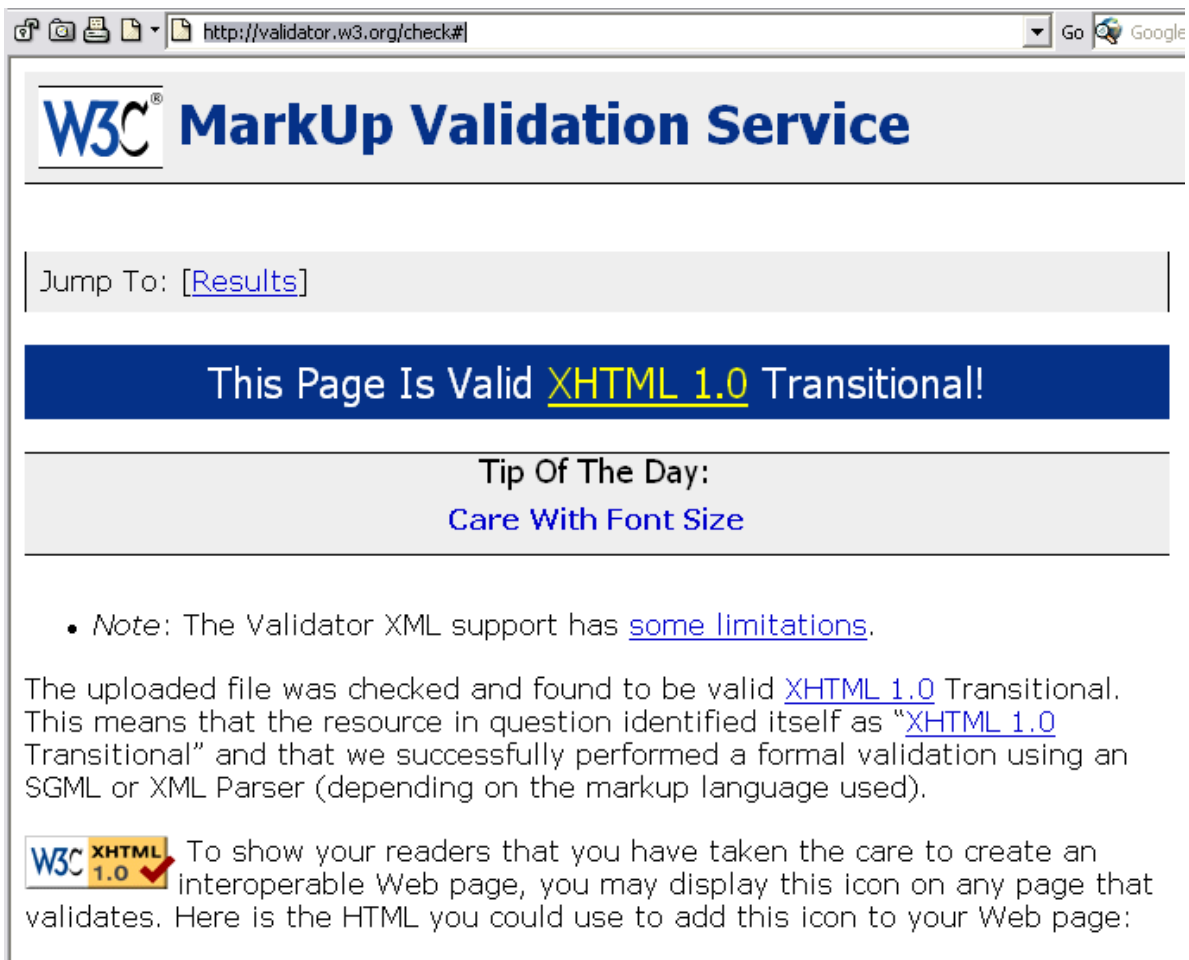 http://validator.w3.org/check#
Go
Google
W3C® MarkUp Validation Service
Jump To: [Results]
This Page Is Valid XHTML 1.0 Transitional!
Tip Of The Day:
Care With Font Size
• Note: The Validator XML support has some limitations.
The uploaded file was checked and found to be valid XHTML 1.0 Transitional.
This means that the resource in question identified itself as “XHTML 1.0
Transitional” and that we successfully performed a formal validation using an
SGML or XML Parser (depending on the markup language used).
W3C XHTML 1.0 To show your readers that you have taken the care to create an
interoperable Web page, you may display this icon on any page that
validates. Here is the HTML you could use to add this icon to your Web page: